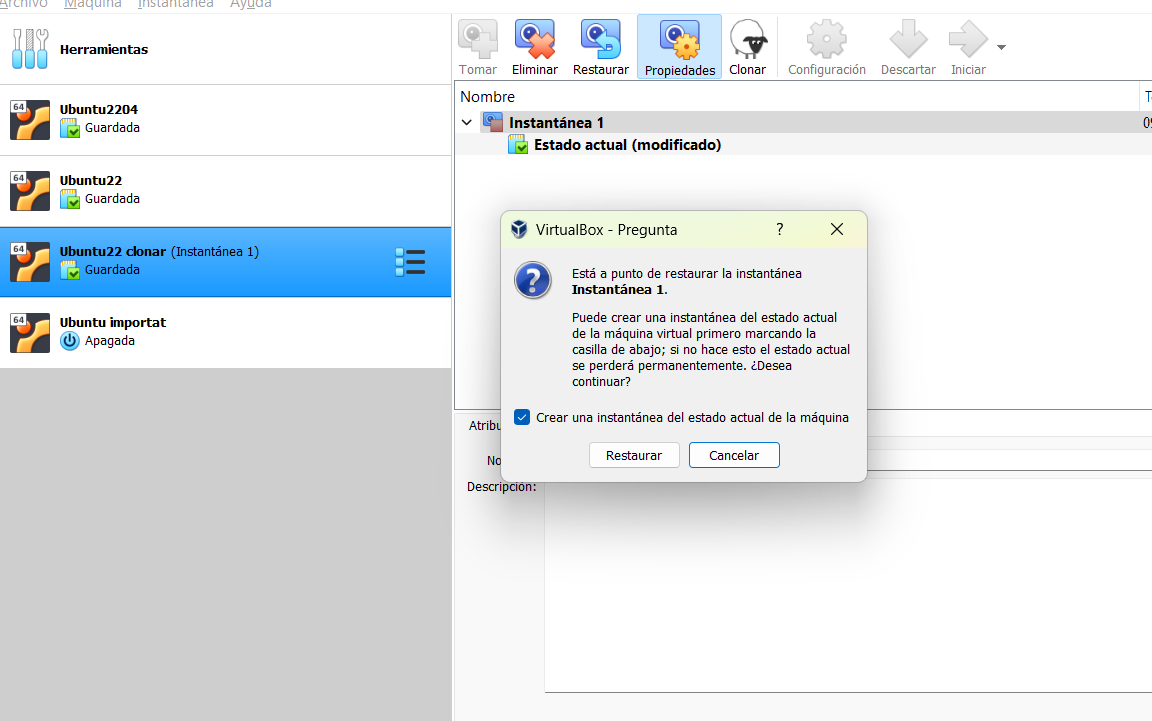 Archivo Máquina Instantánea Ayuda
Herramientas
64
Ubuntu2204
Guardada
64
Ubuntu22
Guardada
64
Ubuntu22 clonar (Instantánea 1)
Guardada
64
Ubuntu importat
Apagada
Tomar Eliminar Restaurar Propiedades Clonar Configuración Descartar Iniciar
Nombre
Instantánea 1
Estado actual (modificado)
VirtualBox - Pregunta ?
Está a punto de restaurar la instantánea
Instantánea 1.
Puede crear una instantánea del estado actual
de la máquina virtual primero marcando la
casilla de abajo; si no hace esto el estado actual
se perderá permanentemente. ¿Desea
continuar?
Crear una instantánea del estado actual de la máquina
Restaurar Cancelar
Atribu
No
Descripción: